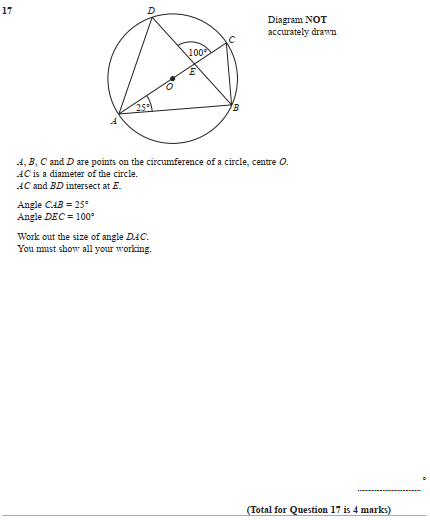 17
D
Diagram NOT
accurately drawn
C
100°
E
O
25°
B
A
A, B, C and D are points on the circumference of a circle, centre O.
AC is a diameter of the circle.
AC and BD intersect at E.
Angle CAB = 25°
Angle DEC = 100°
Work out the size of angle DAC.
You must show all your working.
..............................°
(Total for Question 17 is 4 marks)